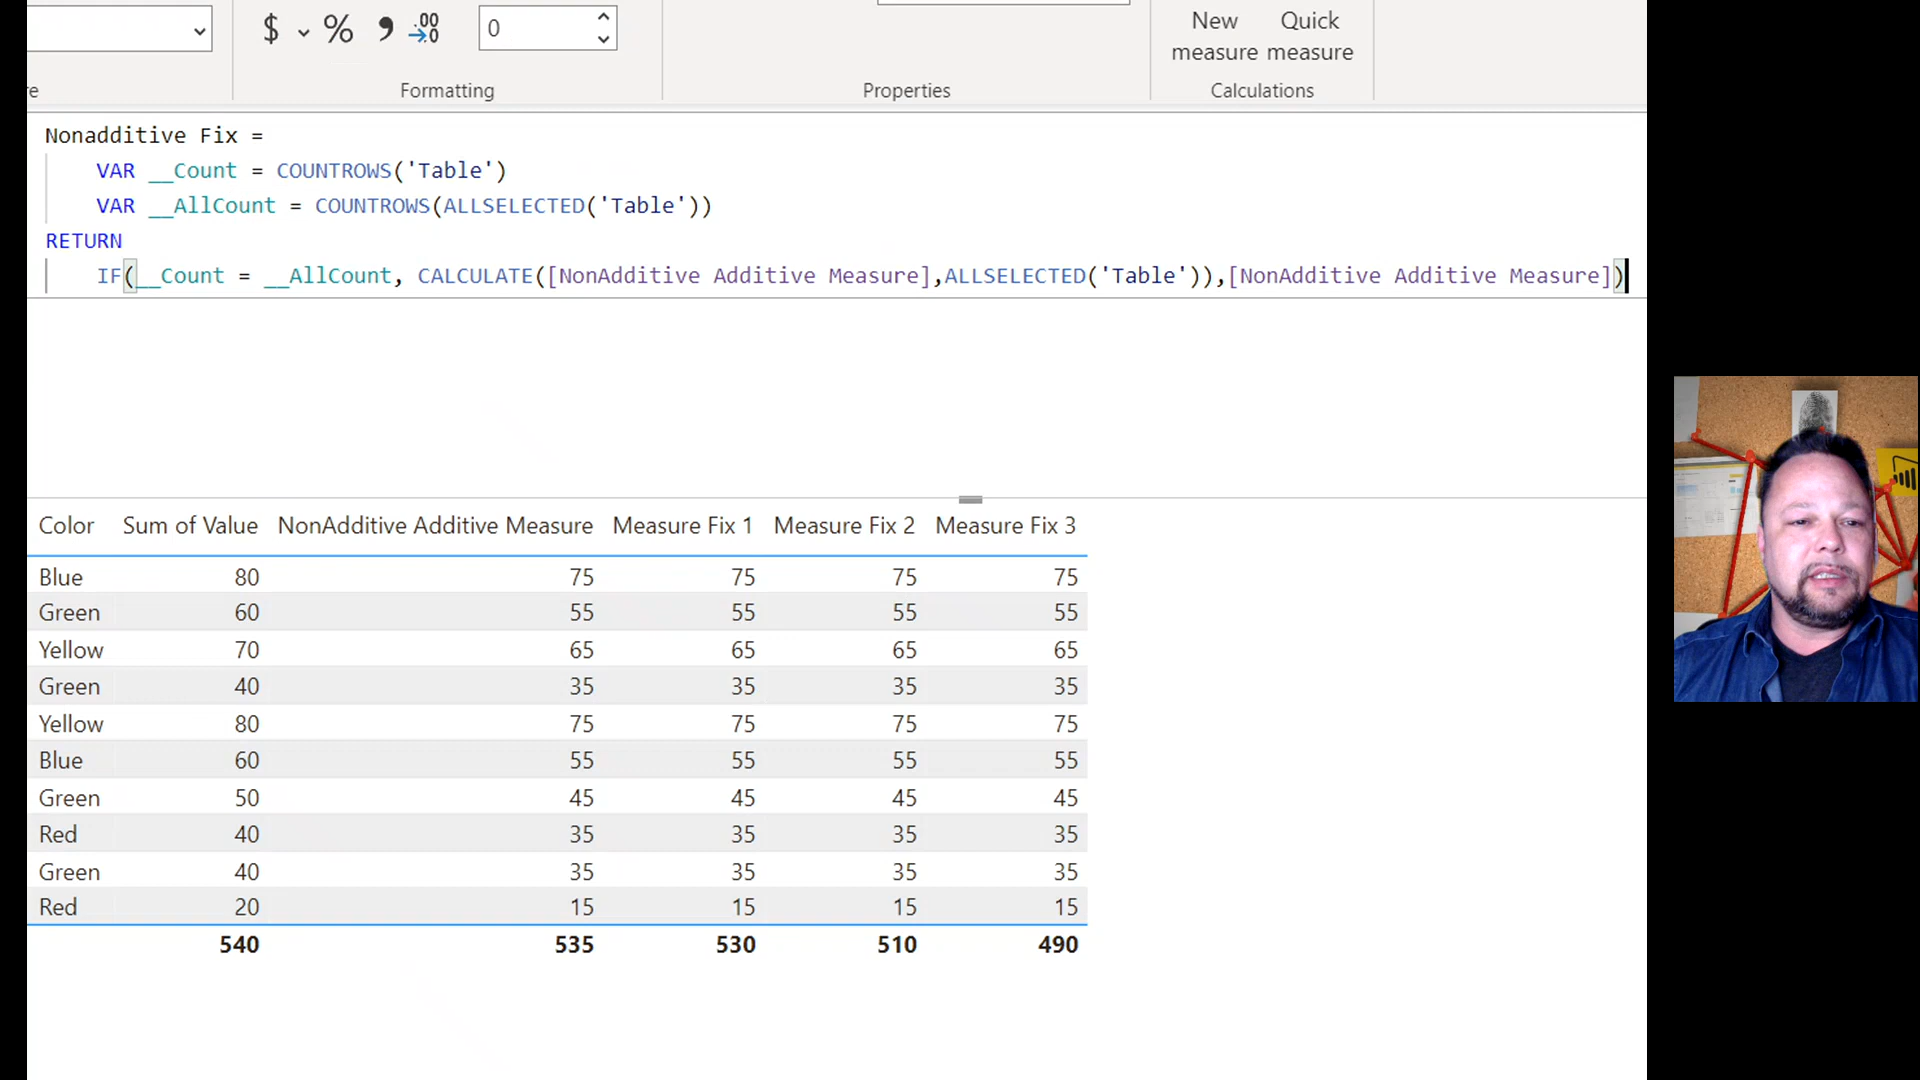 $ % , .00 0
New Quick
measure measure
re Formatting Properties Calculations
Nonadditive Fix =
VAR __Count = COUNTROWS('Table')
VAR __AllCount = COUNTROWS(ALLSELECTED('Table'))
RETURN
IF(__Count = __AllCount, CALCULATE([NonAdditive Additive Measure],ALLSELECTED('Table')),[NonAdditive Additive Measure])
Color Sum of Value NonAdditive Additive Measure Measure Fix 1 Measure Fix 2 Measure Fix 3
Blue 80 75 75 75 75
Green 60 55 55 55 55
Yellow 70 65 65 65 65
Green 40 35 35 35 35
Yellow 80 75 75 75 75
Blue 60 55 55 55 55
Green 50 45 45 45 45
Red 40 35 35 35 35
Green 40 35 35 35 35
Red 20 15 15 15 15
540 535 530 510 490